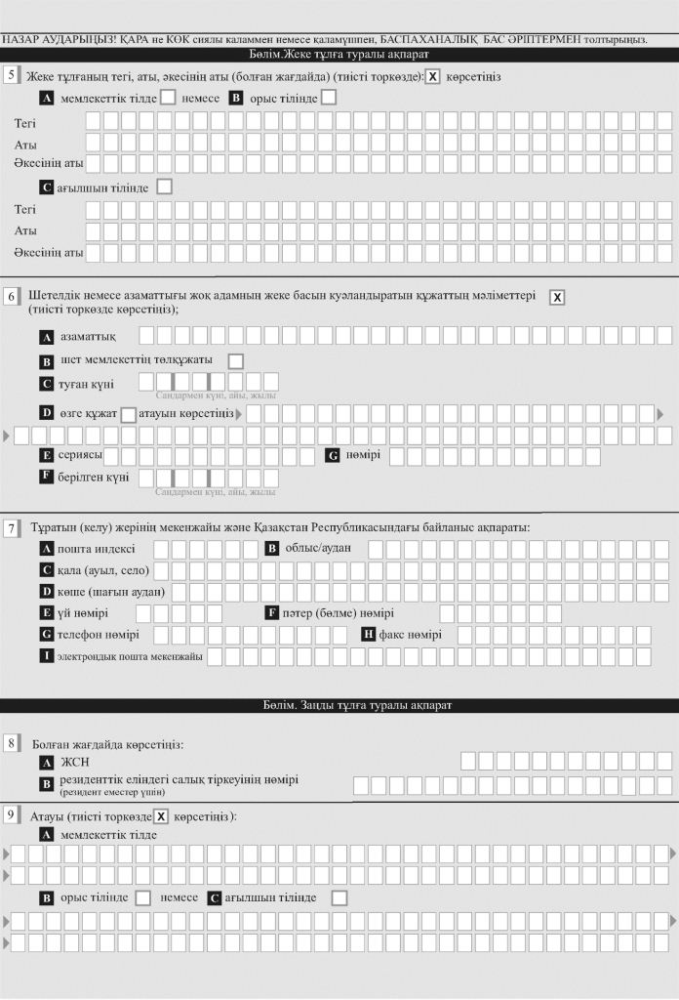 НАЗАР АУДАРЫҢЫЗ! ҚАРА не КӨК сиялы каламмен немесе қаламүшпен, БАСПАХАНАЛЫҚ БАС ӘРІПТЕРМЕН толтырыңыз.
Бөлім.Жеке тұлға туралы ақпарат
5 Жеке тұлғаның тегі, аты, әкесінің аты (болған жағдайда) (тиісті торкөзде): X көрсетіңіз
A мемлекеттік тілде немесе B орыс тілінде
Тегі
Аты
Әкесінің аты
C ағылшын тілінде
Тегі
Аты
Әкесінің аты
6 Шетелдік немесе азаматтығы жоқ адамның жеке басын куәландыратын құжаттың мәліметтері X
(тиісті торкөзде көрсетіңіз);
A азаматтық
B шет мемлекеттің төлқұжаты
C туған күні
Сандармен күні, айы, жылы
D өзге құжат атауын көрсетіңіз
E сериясы G нөмірі
F берілген күні
Сандармен күні, айы, жылы
7 Тұратын (келу) жерінің мекенжайы және Қазақстан Республикасындағы байланыс ақпараты:
A пошта индексі B облыс/аудан
C қала (ауыл, село)
D көше (шағын аудан)
E үй нөмірі F пәтер (бөлме) нөмірі
G телефон нөмірі H факс нөмірі
I электрондық пошта мекенжайы
Бөлім. Заңды тұлға туралы ақпарат
8 Болған жағдайда көрсетіңіз:
A ЖСН
B резиденттік еліндегі салық тіркеуінің нөмірі
(резидент еместер үшін)
9 Атауы (тиісті торкөзде X көрсетіңіз):
A мемлекеттік тілде
B орыс тілінде немесе C ағылшын тілінде